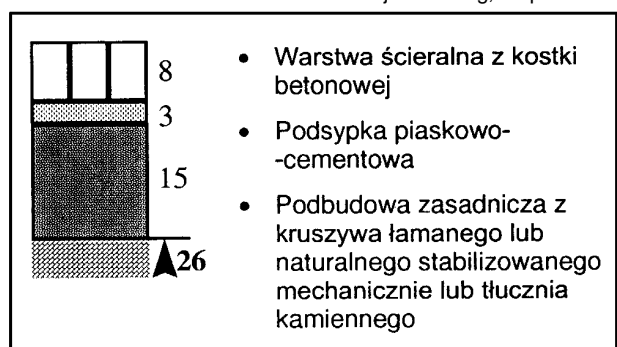 8
3
15
26
• Warstwa ścieralna z kostki
betonowej
• Podsypka piaskowo-
-cementowa
• Podbudowa zasadnicza z
kruszywa łamanego lub
naturalnego stabilizowanego
mechanicznie lub tłucznia
kamiennego